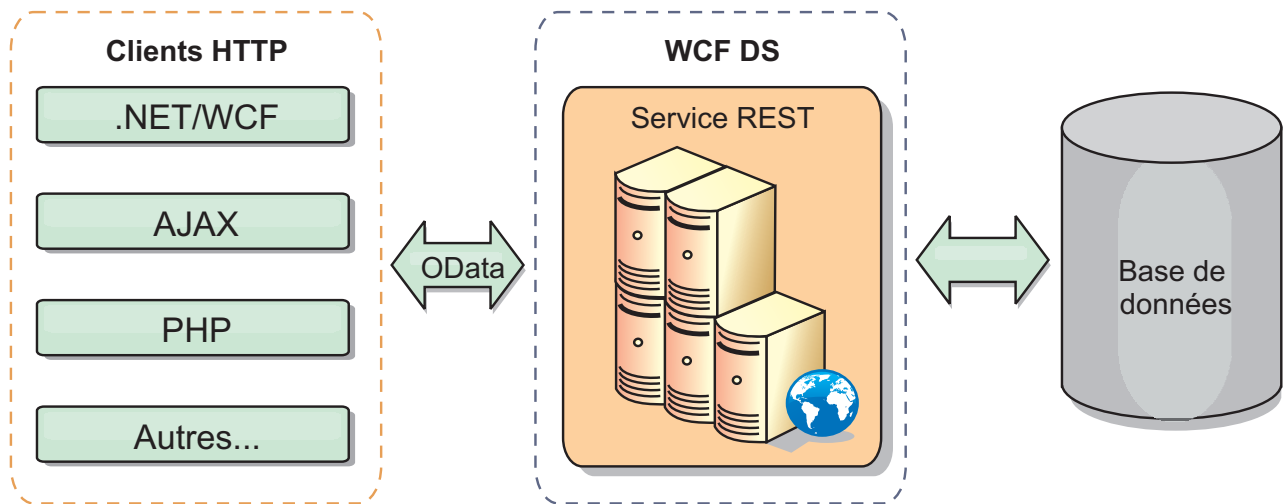 Clients HTTP
.NET/WCF
AJAX
PHP
Autres...
OData
WCF DS
Service REST
Base de
données